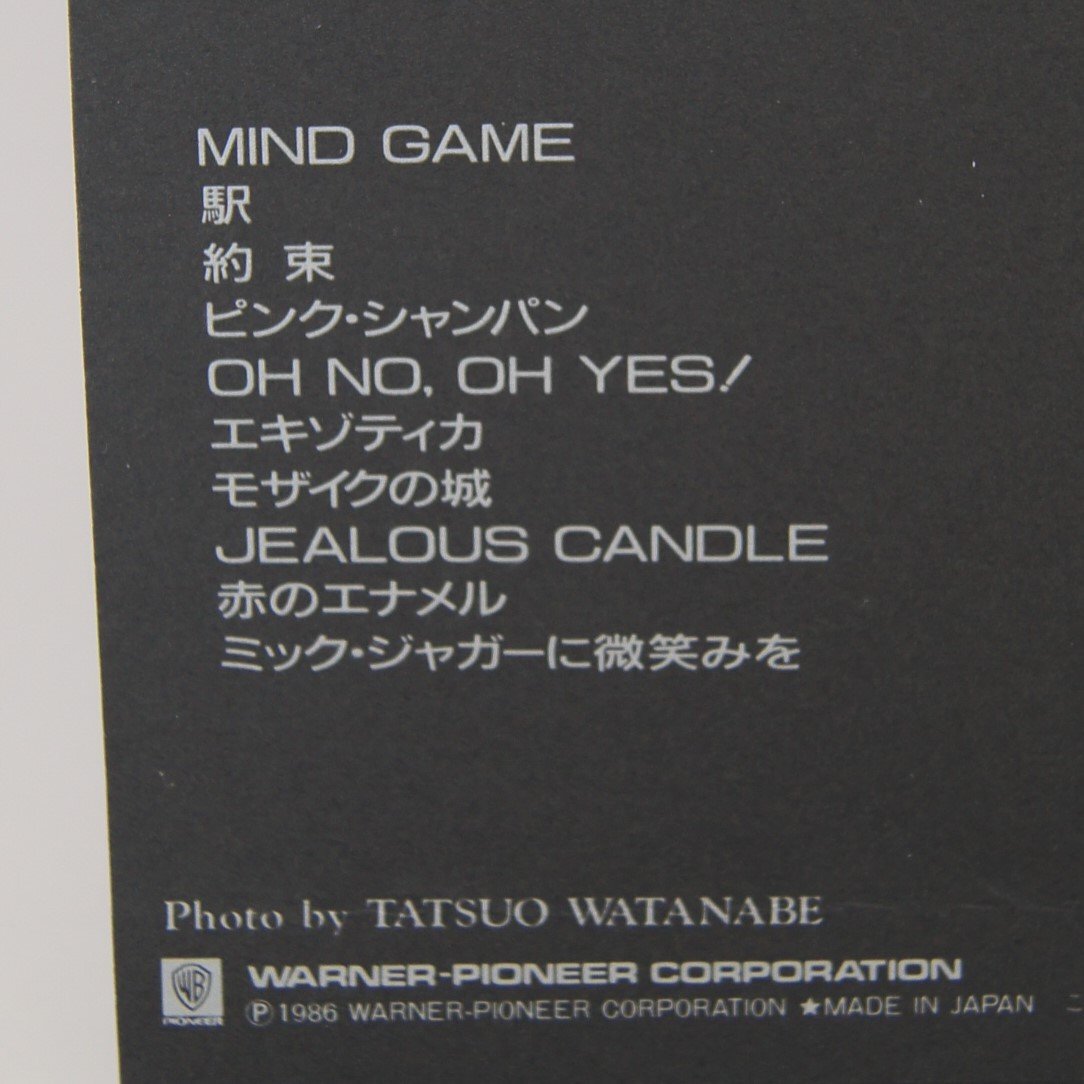 MIND GAME
駅
約 束
ピンク・シャンパン
OH NO, OH YES!
エキゾティカ
モザイクの城
JEALOUS CANDLE
赤のエナメル
ミック・ジャガーに微笑みを
Photo by TATSUO WATANABE
WB
PIONEER
WARNER-PIONEER CORPORATION
Ⓟ1986 WARNER-PIONEER CORPORATION ★MADE IN JAPAN